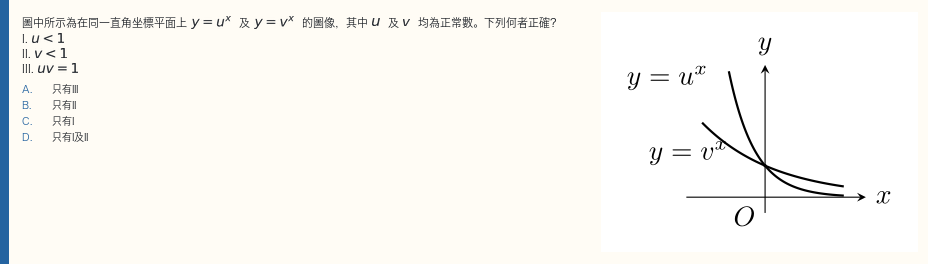 圖中所示為在同一直角坐標平面上 y = u^x 及 y = v^x 的圖像, 其中 u 及 v 均為正常數。下列何者正確?
I. u < 1
II. v < 1
III. uv = 1
A. 只有III
B. 只有II
C. 只有I
D. 只有I及II
y
y = u^x
y = v^x
x
O